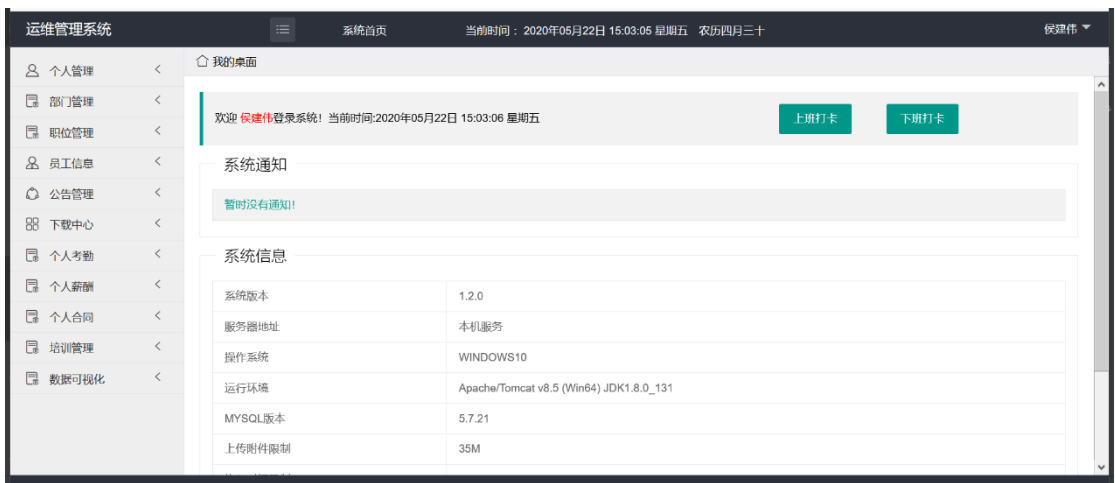 运维管理系统 系统首页 当前时间： 2020年05月22日 15:03:05 星期五 农历四月三十 侯建伟
个人管理
部门管理
职位管理
员工信息
公告管理
下载中心
个人考勤
个人薪酬
个人合同
培训管理
数据可视化
我的桌面
欢迎 侯建伟登录系统！当前时间:2020年05月22日 15:03:06 星期五 上班打卡 下班打卡
系统通知
暂时没有通知!
系统信息
系统版本 1.2.0
服务器地址 本机服务
操作系统 WINDOWS10
运行环境 Apache/Tomcat v8.5 (Win64) JDK1.8.0_131
MYSQL版本 5.7.21
上传附件限制 35M